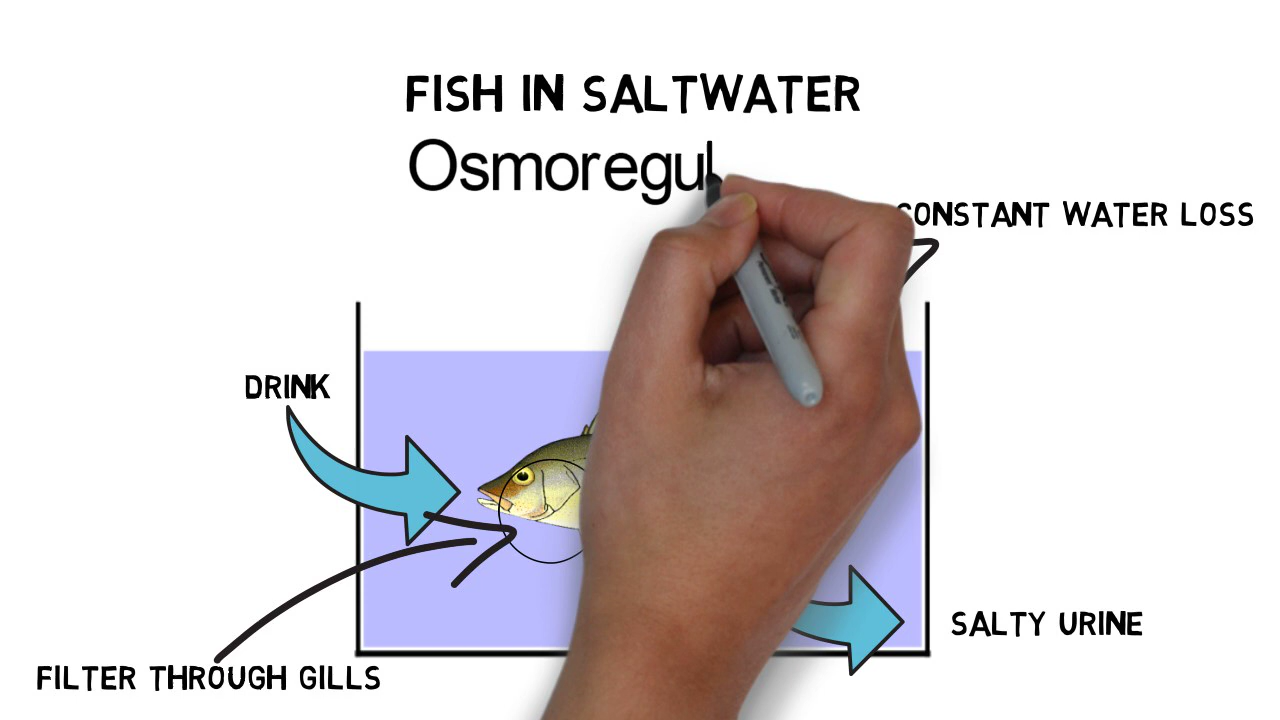 FISH IN SALTWATER
Osmoregul
CONSTANT WATER LOSS
DRINK
SALTY URINE
FILTER THROUGH GILLS